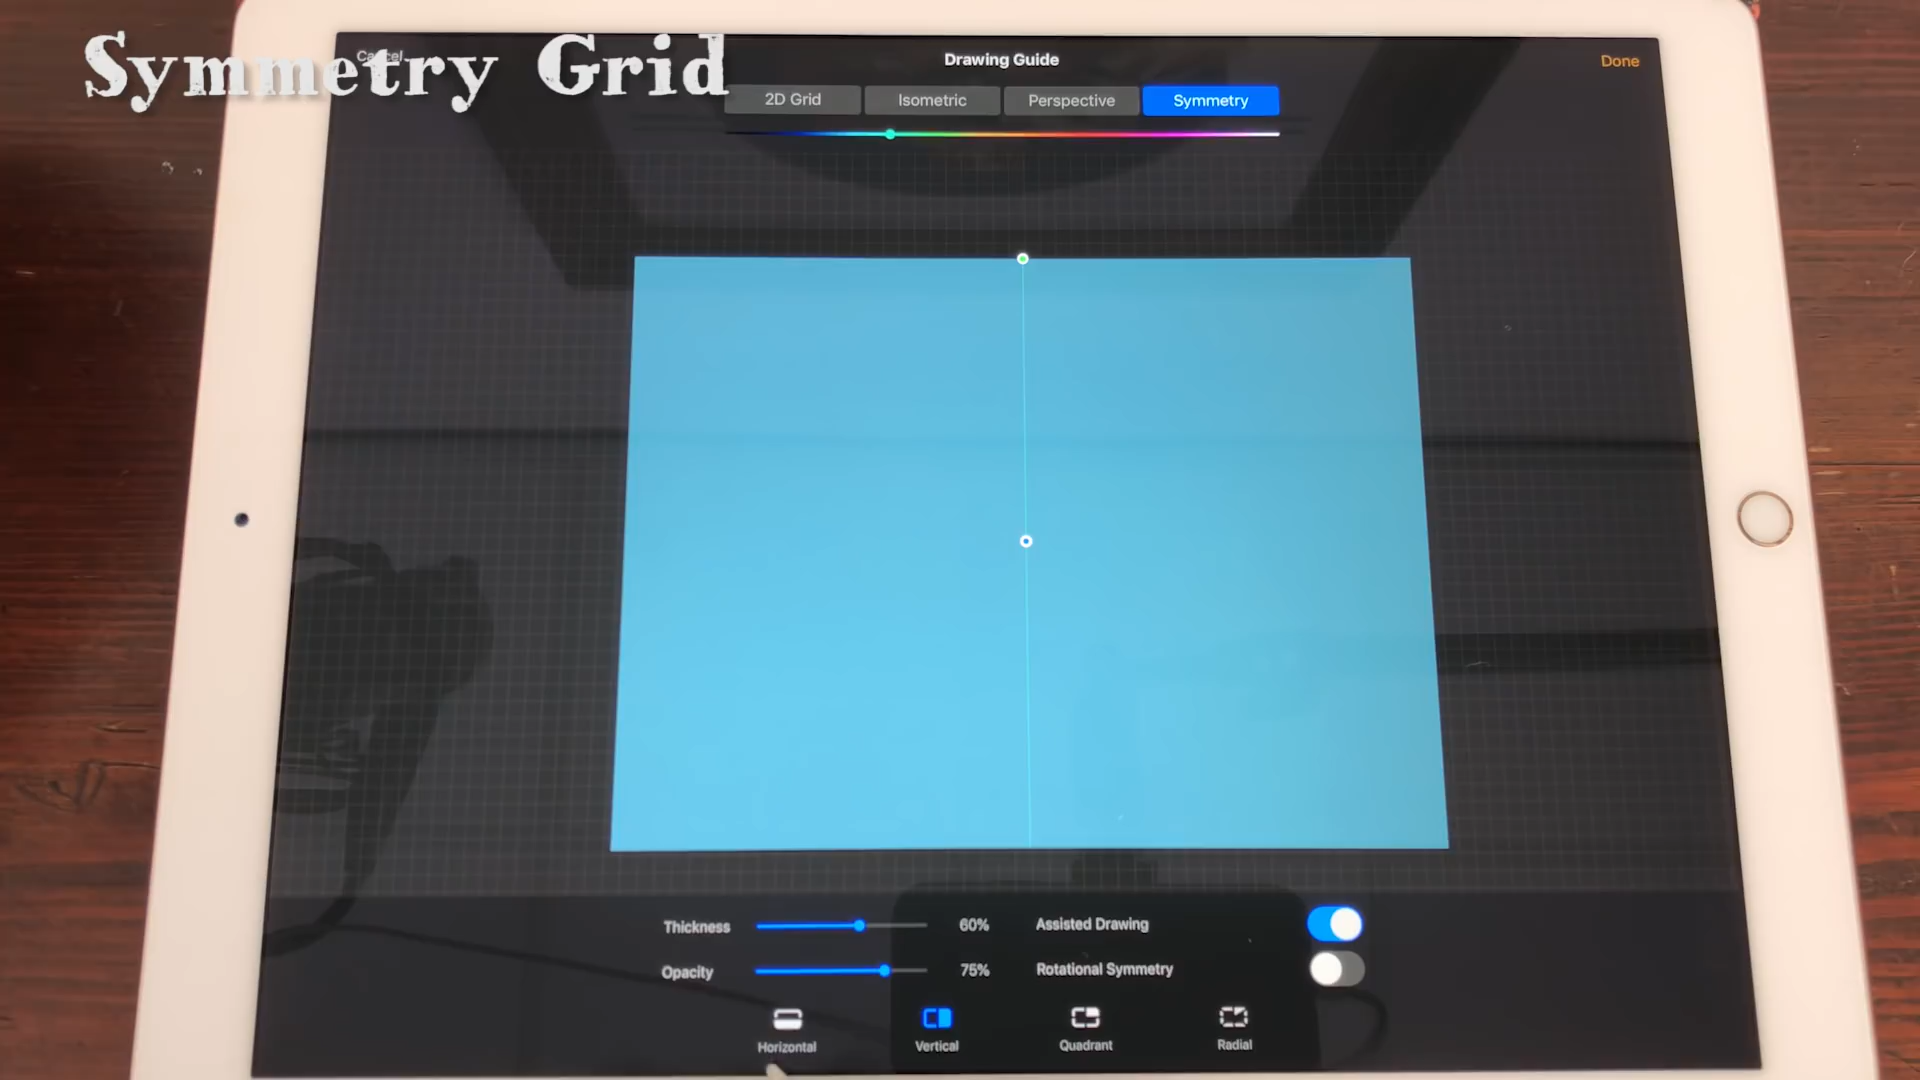 Symmetry Grid
Cancel
Drawing Guide
Done
2D Grid
Isometric
Perspective
Symmetry
Thickness
60%
Assisted Drawing
Opacity
75%
Rotational Symmetry
Horizontal
Vertical
Quadrant
Radial